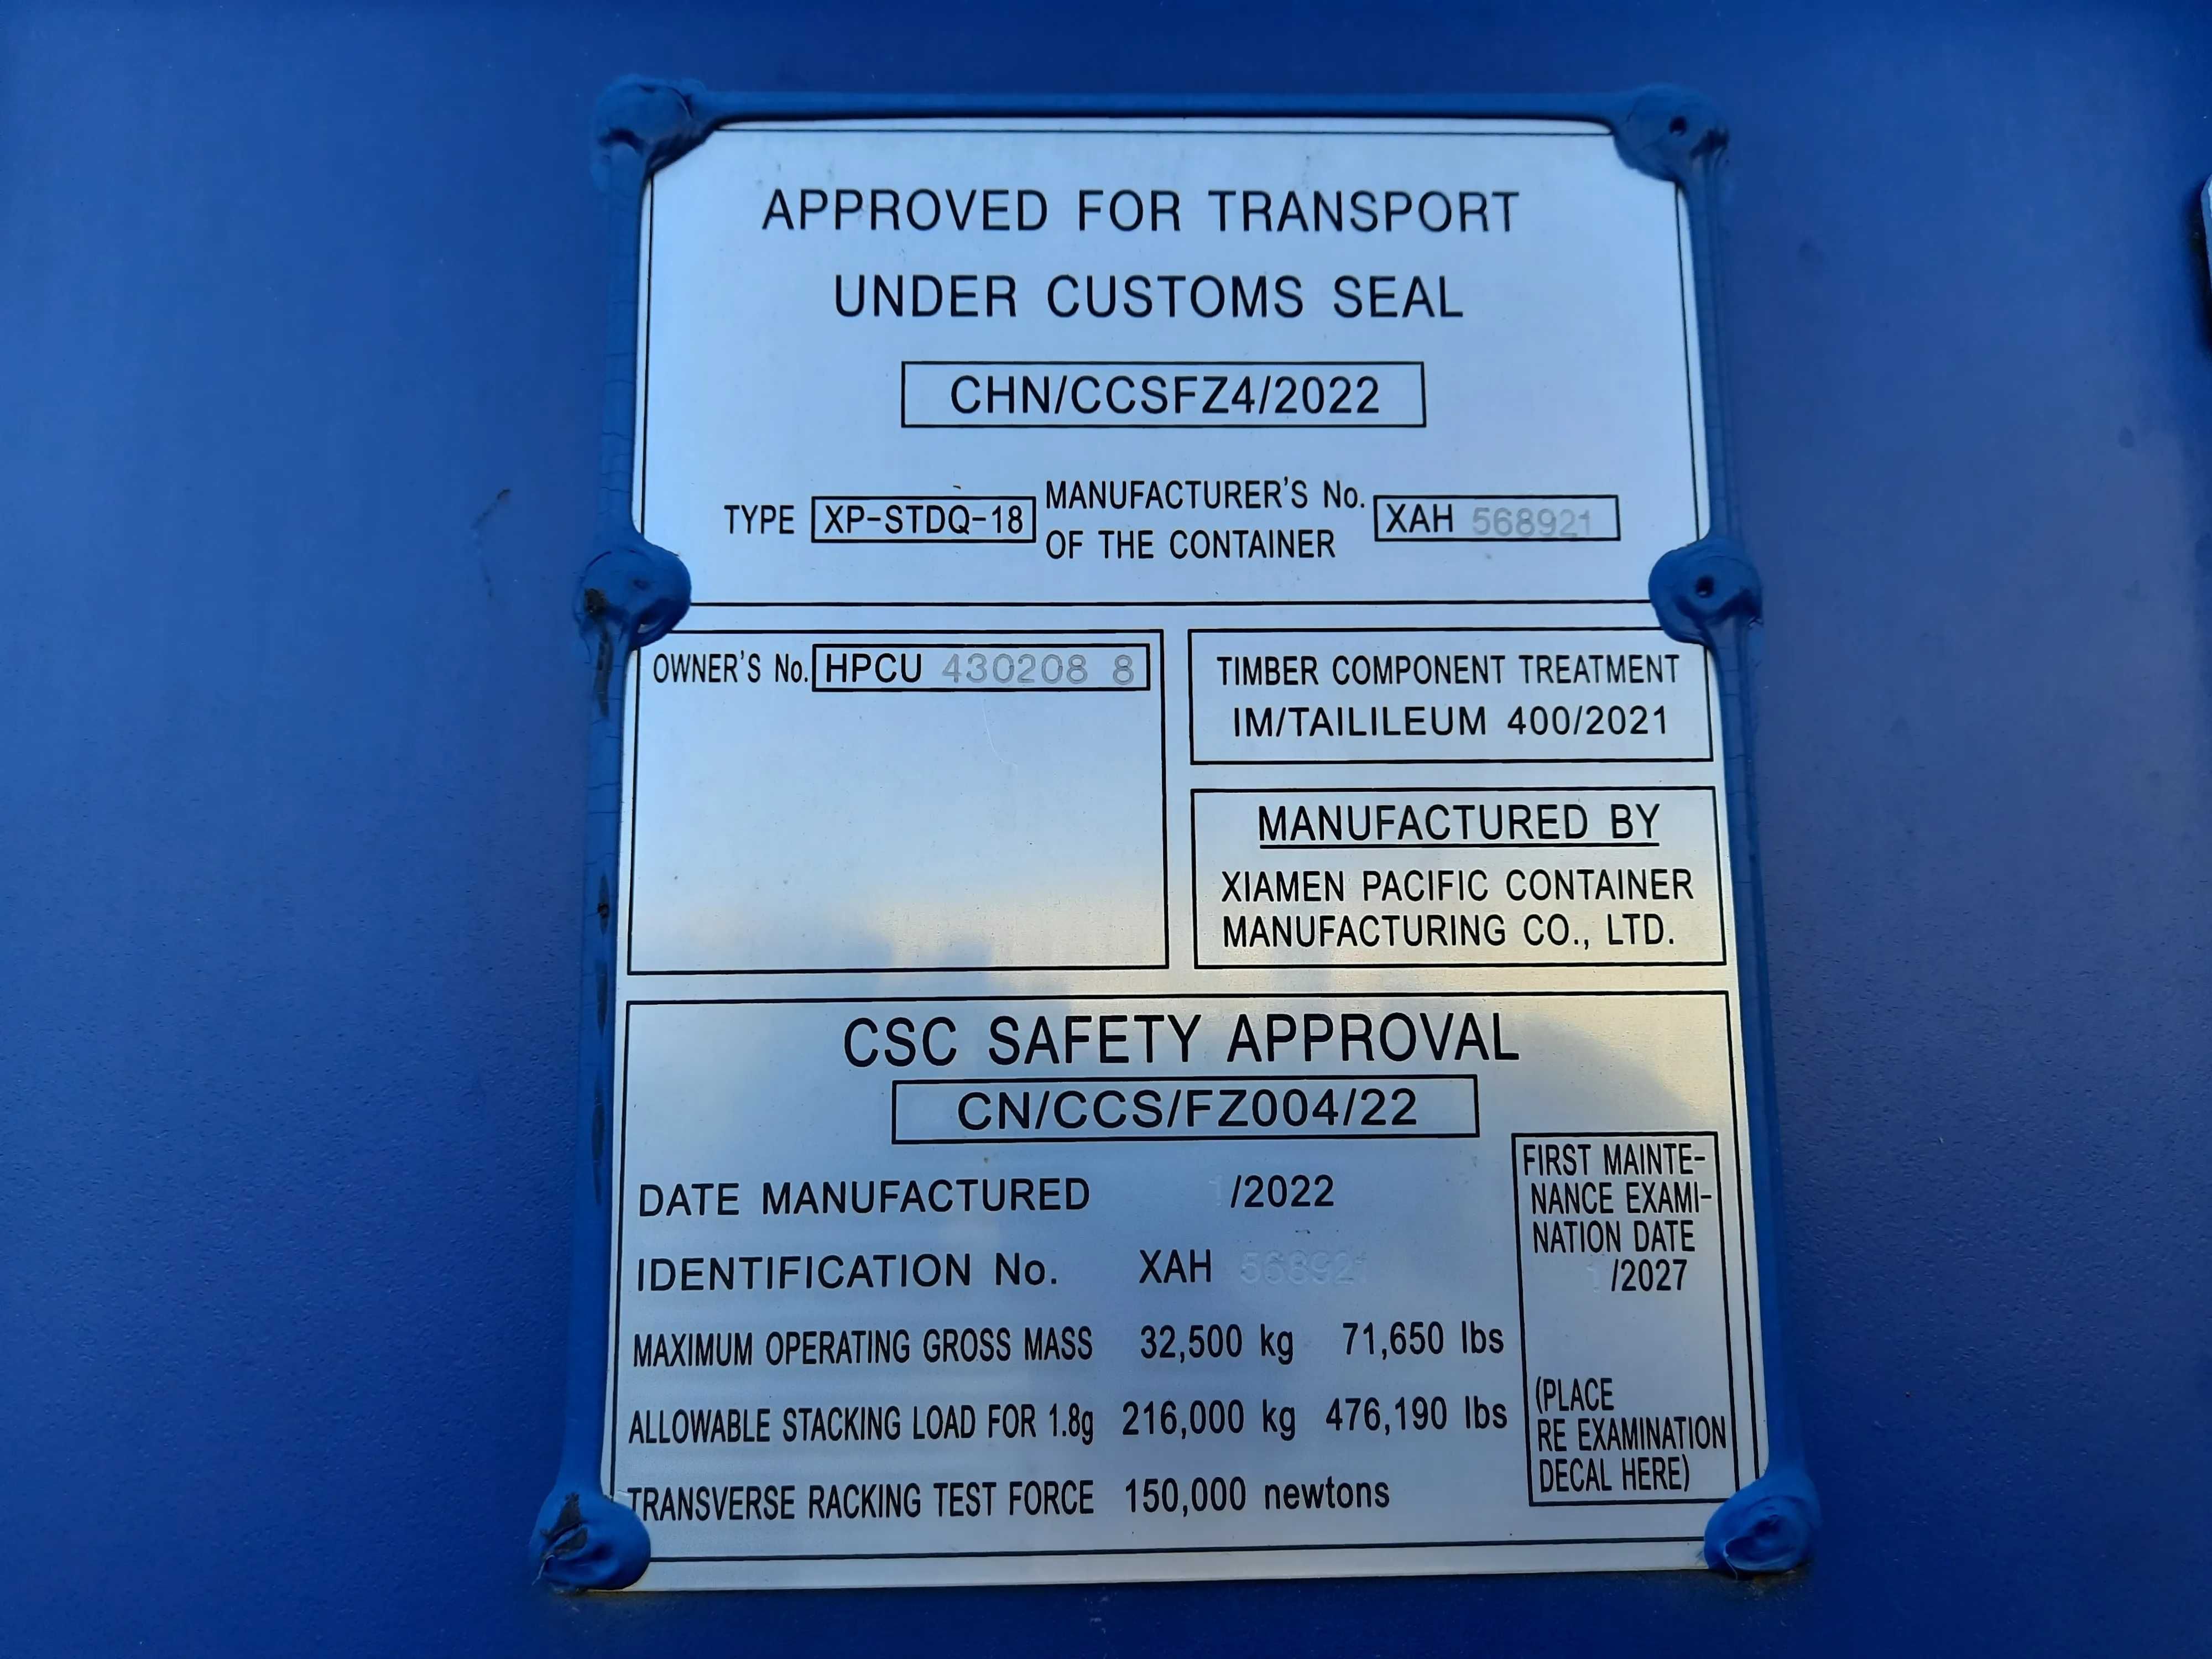 APPROVED FOR TRANSPORT
UNDER CUSTOMS SEAL
CHN/CCSFZ4/2022
TYPE XP-STDQ-18 MANUFACTURER'S No. OF THE CONTAINER XAH 568921
OWNER'S No. HPCU 430208 8
TIMBER COMPONENT TREATMENT
IM/TAILILEUM 400/2021
MANUFACTURED BY
XIAMEN PACIFIC CONTAINER
MANUFACTURING CO., LTD.
CSC SAFETY APPROVAL
CN/CCS/FZ004/22
DATE MANUFACTURED 1/2022
IDENTIFICATION No. XAH 568921
MAXIMUM OPERATING GROSS MASS 32,500 kg 71,650 lbs
ALLOWABLE STACKING LOAD FOR 1.8g 216,000 kg 476,190 lbs
TRANSVERSE RACKING TEST FORCE 150,000 newtons
FIRST MAINTE-
NANCE EXAMI-
NATION DATE
1/2027
(PLACE
RE EXAMINATION
DECAL HERE)